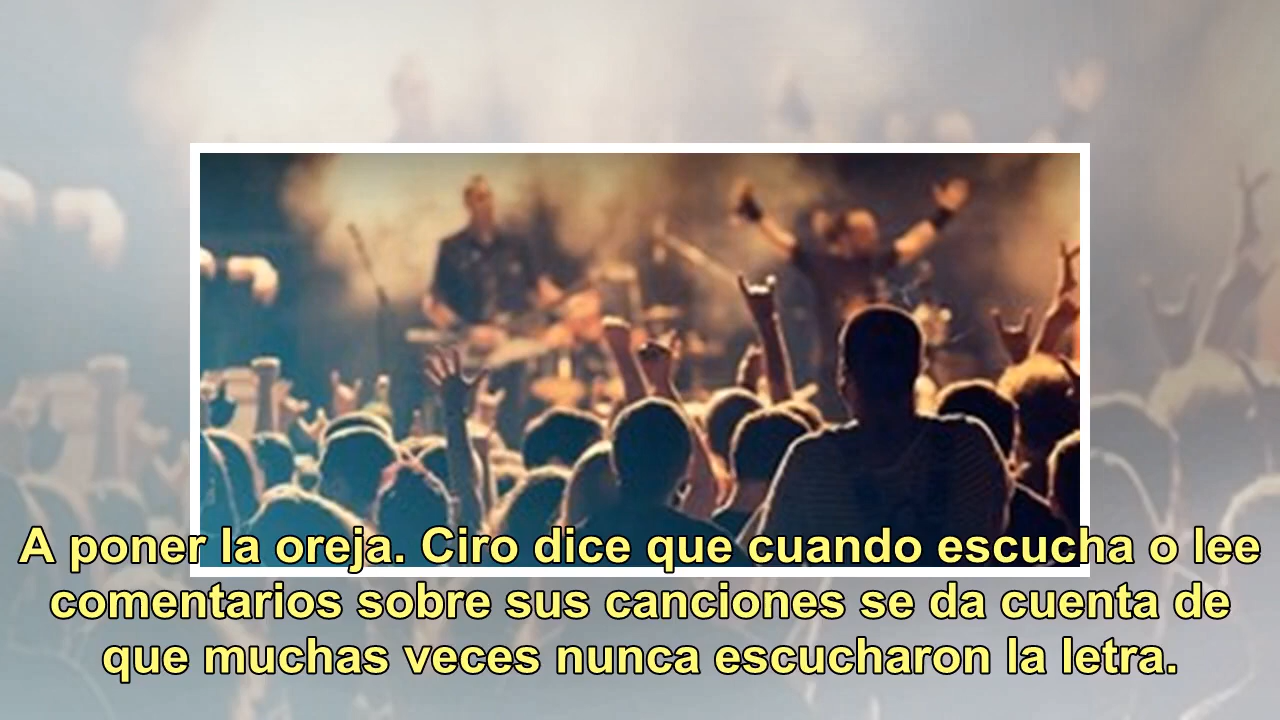 A poner la oreja. Ciro dice que cuando escucha o lee
comentarios sobre sus canciones se da cuenta de
que muchas veces nunca escucharon la letra.